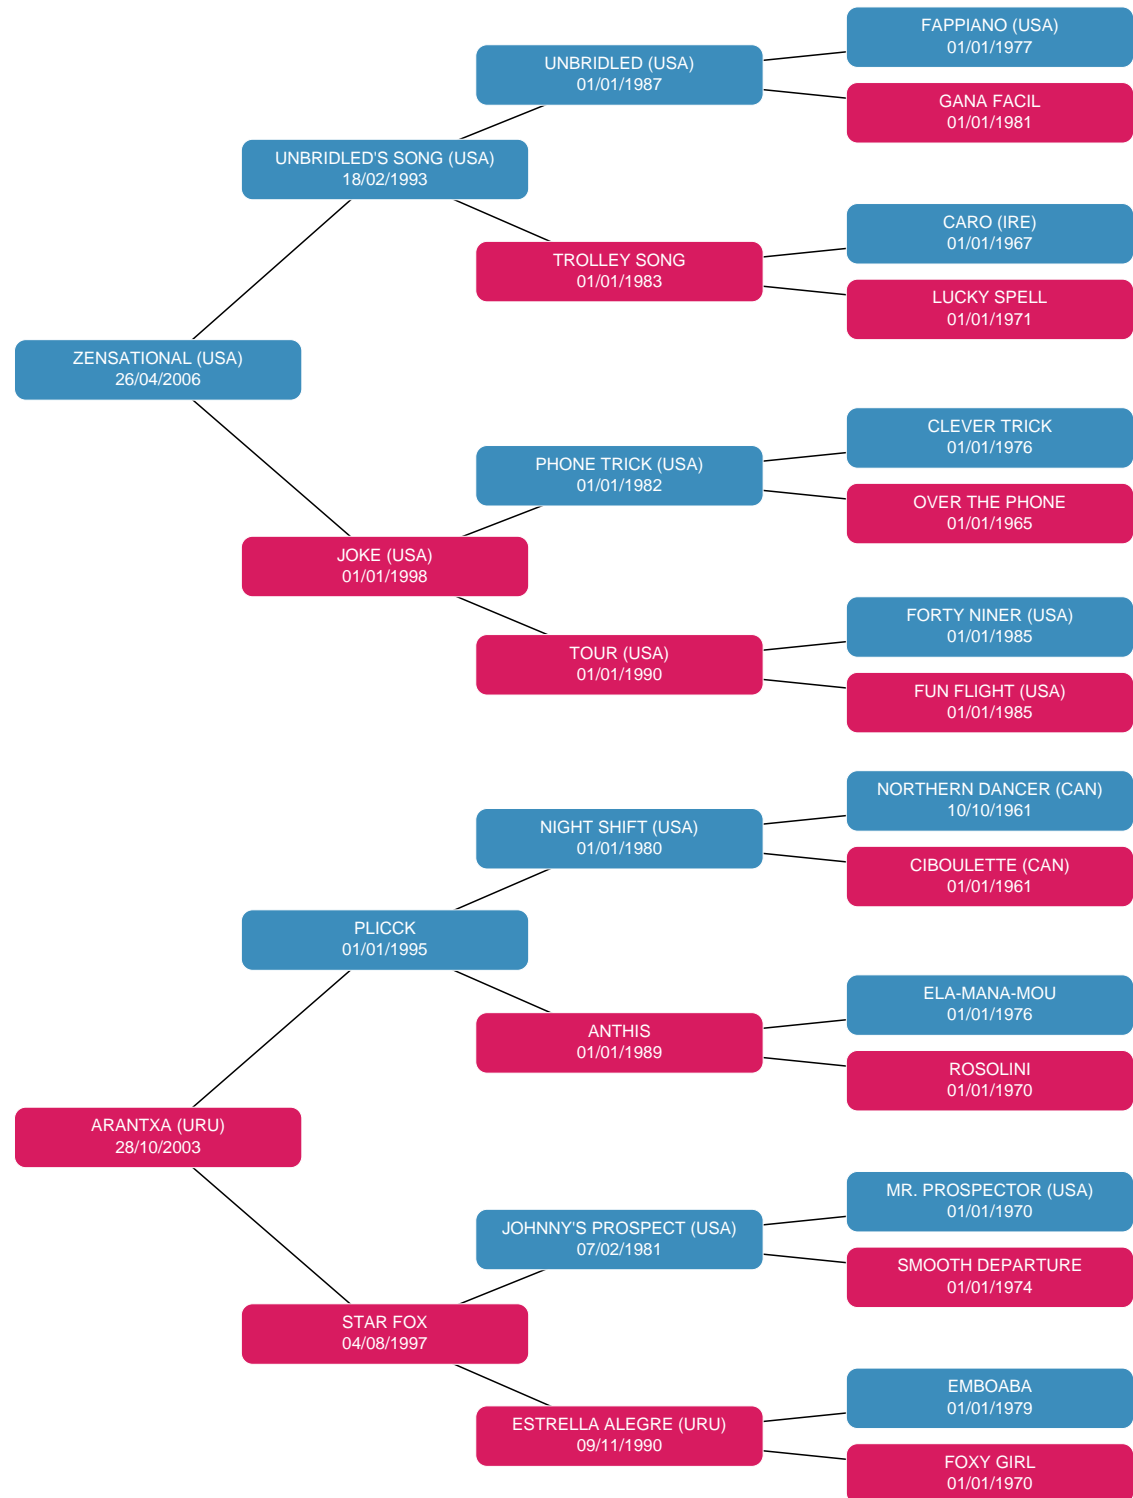 FAPPIANO (USA)
01/01/1977
UNBRIDLED (USA)
01/01/1987
GANA FACIL
01/01/1981
UNBRIDLED'S SONG (USA)
18/02/1993
CARO (IRE)
01/01/1967
TROLLEY SONG
01/01/1983
LUCKY SPELL
01/01/1971
ZENSATIONAL (USA)
26/04/2006
CLEVER TRICK
01/01/1976
PHONE TRICK (USA)
01/01/1982
OVER THE PHONE
01/01/1965
JOKE (USA)
01/01/1998
FORTY NINER (USA)
01/01/1985
TOUR (USA)
01/01/1990
FUN FLIGHT (USA)
01/01/1985
NORTHERN DANCER (CAN)
10/10/1961
NIGHT SHIFT (USA)
01/01/1980
CIBOULETTE (CAN)
01/01/1961
PLICCK
01/01/1995
ELA-MANA-MOU
01/01/1976
ANTHIS
01/01/1989
ROSOLINI
01/01/1970
ARANTXA (URU)
28/10/2003
MR. PROSPECTOR (USA)
01/01/1970
JOHNNY'S PROSPECT (USA)
07/02/1981
SMOOTH DEPARTURE
01/01/1974
STAR FOX
04/08/1997
EMBOABA
01/01/1979
ESTRELLA ALEGRE (URU)
09/11/1990
FOXY GIRL
01/01/1970